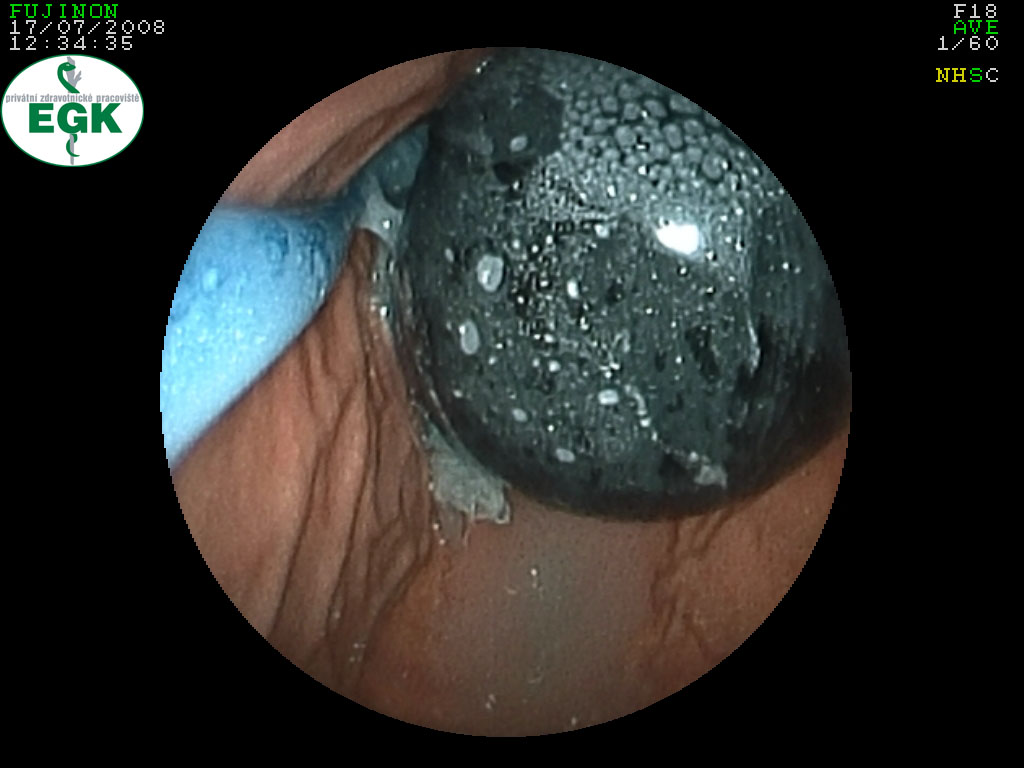 FUJINON
17/07/2008
12:34:35
F18
AVE
1/60
NHSC
privátní zdravotnické pracoviště
EGK